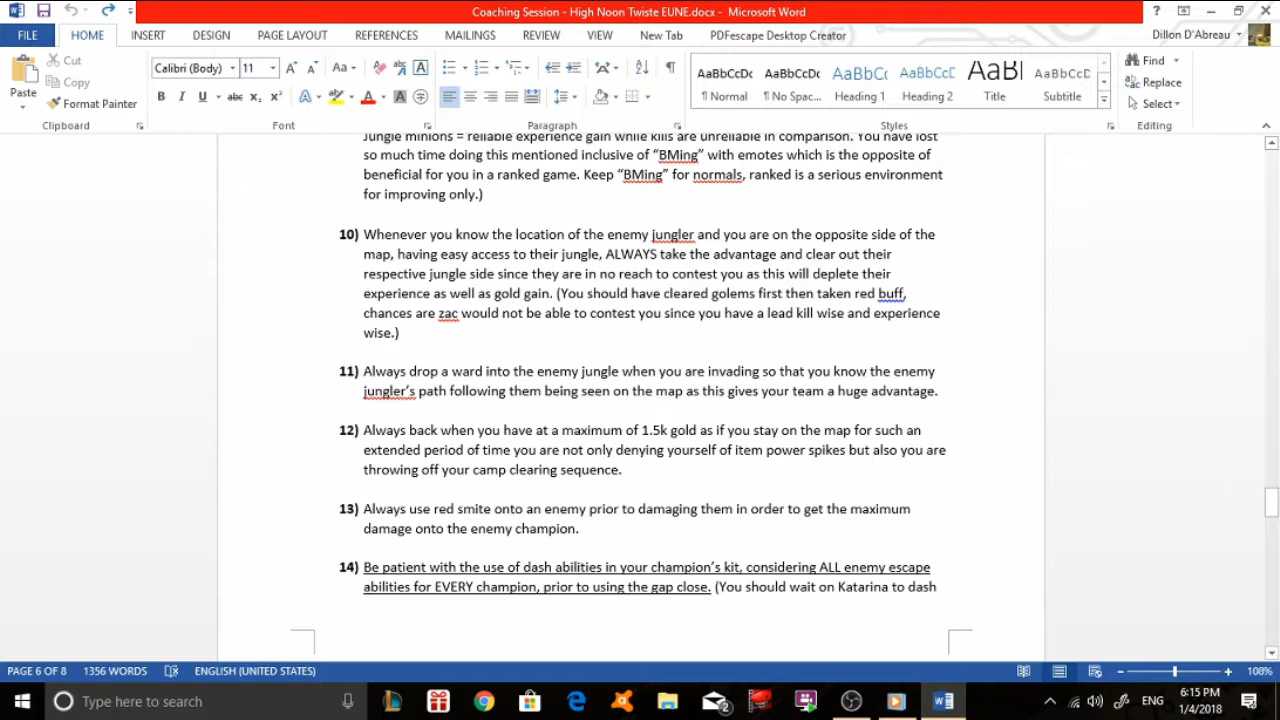 Coaching Session - High Noon Twiste EUNE.docx - Microsoft Word
FILE HOME INSERT DESIGN PAGE LAYOUT REFERENCES MAILINGS REVIEW VIEW New Tab PDFescape Desktop Creator Dillon D'Abreau
Paste
Cut
Copy
Format Painter
Clipboard
Calibri (Body) 11
Font
Paragraph
AaBbCcDc AaBbCcDc AaBbCc AaBbCcDc AaBl AaBbCcDc
¶ Normal ¶ No Spac... Heading 1 Heading 2 Title Subtitle
Styles
Find
Replace
Select
Editing
Jungle minions = reliable experience gain while kills are unreliable in comparison. You have lost
so much time doing this mentioned inclusive of “BMing” with emotes which is the opposite of
beneficial for you in a ranked game. Keep “BMing” for normals, ranked is a serious environment
for improving only.)
10) Whenever you know the location of the enemy jungler and you are on the opposite side of the
map, having easy access to their jungle, ALWAYS take the advantage and clear out their
respective jungle side since they are in no reach to contest you as this will deplete their
experience as well as gold gain. (You should have cleared golems first then taken red buff,
chances are zac would not be able to contest you since you have a lead kill wise and experience
wise.)
11) Always drop a ward into the enemy jungle when you are invading so that you know the enemy
jungler’s path following them being seen on the map as this gives your team a huge advantage.
12) Always back when you have at a maximum of 1.5k gold as if you stay on the map for such an
extended period of time you are not only denying yourself of item power spikes but also you are
throwing off your camp clearing sequence.
13) Always use red smite onto an enemy prior to damaging them in order to get the maximum
damage onto the enemy champion.
14) Be patient with the use of dash abilities in your champion’s kit, considering ALL enemy escape
abilities for EVERY champion, prior to using the gap close. (You should wait on Katarina to dash
PAGE 6 OF 8 1356 WORDS ENGLISH (UNITED STATES) 108%
Type here to search
ENG
6:15 PM
1/4/2018